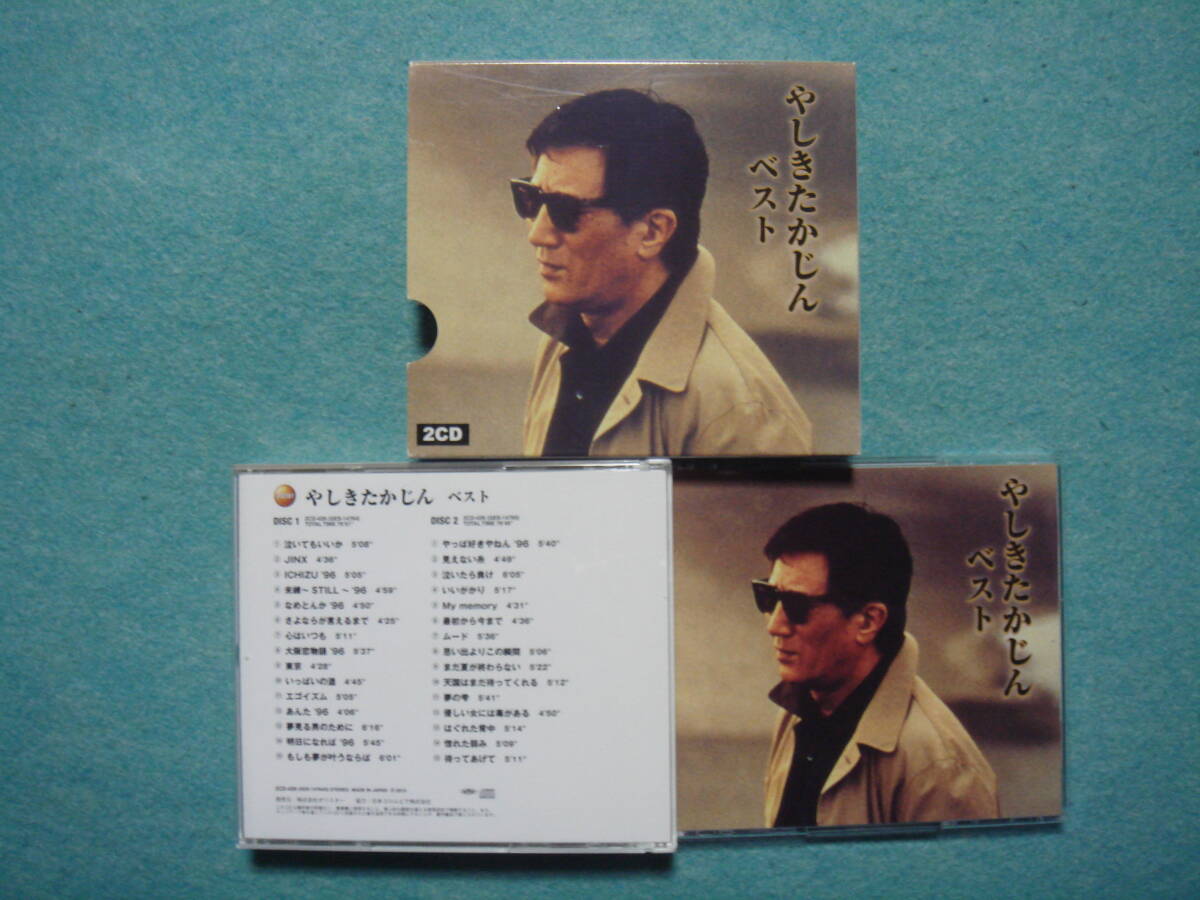 やしきたかじん
ベスト
2CD
やしきたかじん ベスト
DISC 1
TOTAL TIME
泣いてもいいか 5'08"
JINX 4'36"
ICHIZU '96 5'05"
未練～STILL～'96 4'59"
なめとんか '96 4'50"
さよならが言えるまで 4'25"
心はいつも 5'11"
大阪恋物語 '96 5'37"
東京 4'28"
いっぱいの道 4'45"
エゴイズム 5'05"
あんた '96 4'06"
夢見る男のために 6'16"
明日になれば '96 5'45"
もしも夢が叶うならば 6'01"
DISC 2
TOTAL TIME
やっぱ好きやねん '96 5'40"
見えない糸 4'49"
泣いたら負け 6'05"
いいがかり 5'17"
My memory 4'31"
最初から今まで 4'36"
ムード 5'36"
思い出よりこの瞬間 5'06"
まだ夏が終わらない 5'22"
天国はまだ待ってくれる 5'12"
夢の雫 5'41"
優しい女には毒がある 4'50"
はぐれた背中 5'14"
惚れた弱み 5'09"
待ってあげて 5'11"
STEREO MADE IN JAPAN
やしきたかじん
ベスト